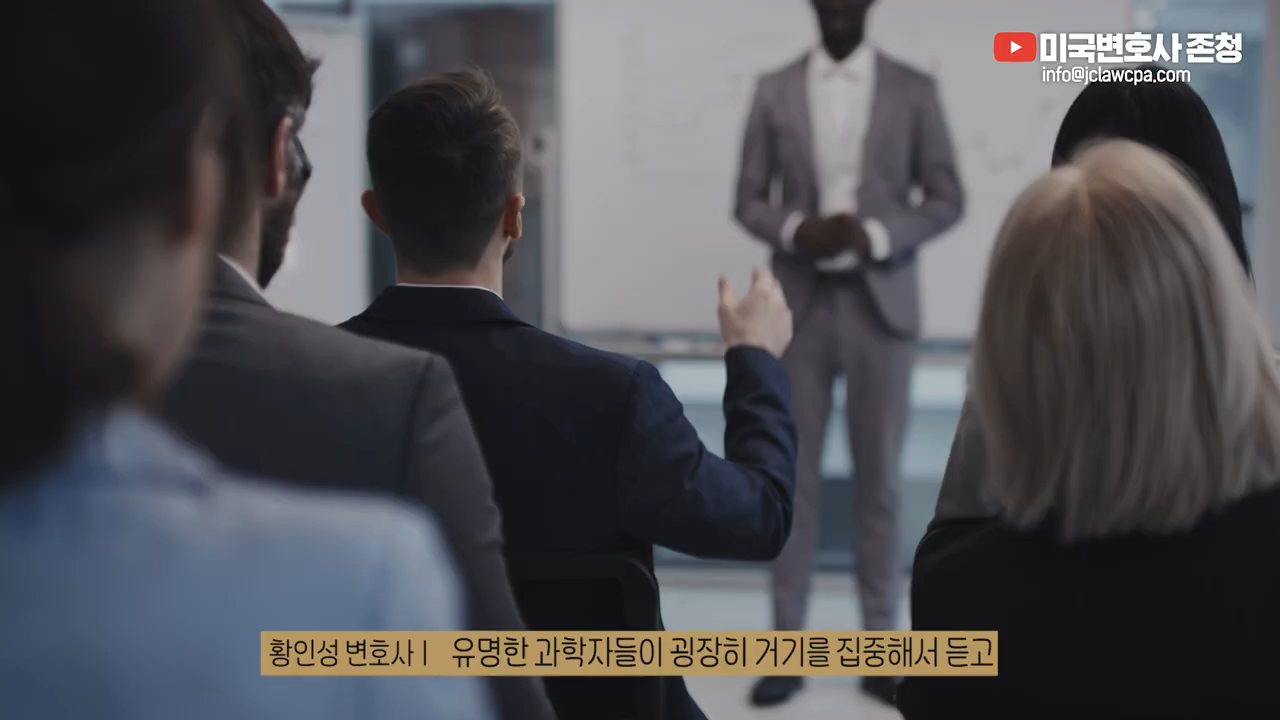 미국변호사 존청
info@jclawcpa.com
황인성 변호사 | 유명한 과학자들이 굉장히 거기를 집중해서 듣고